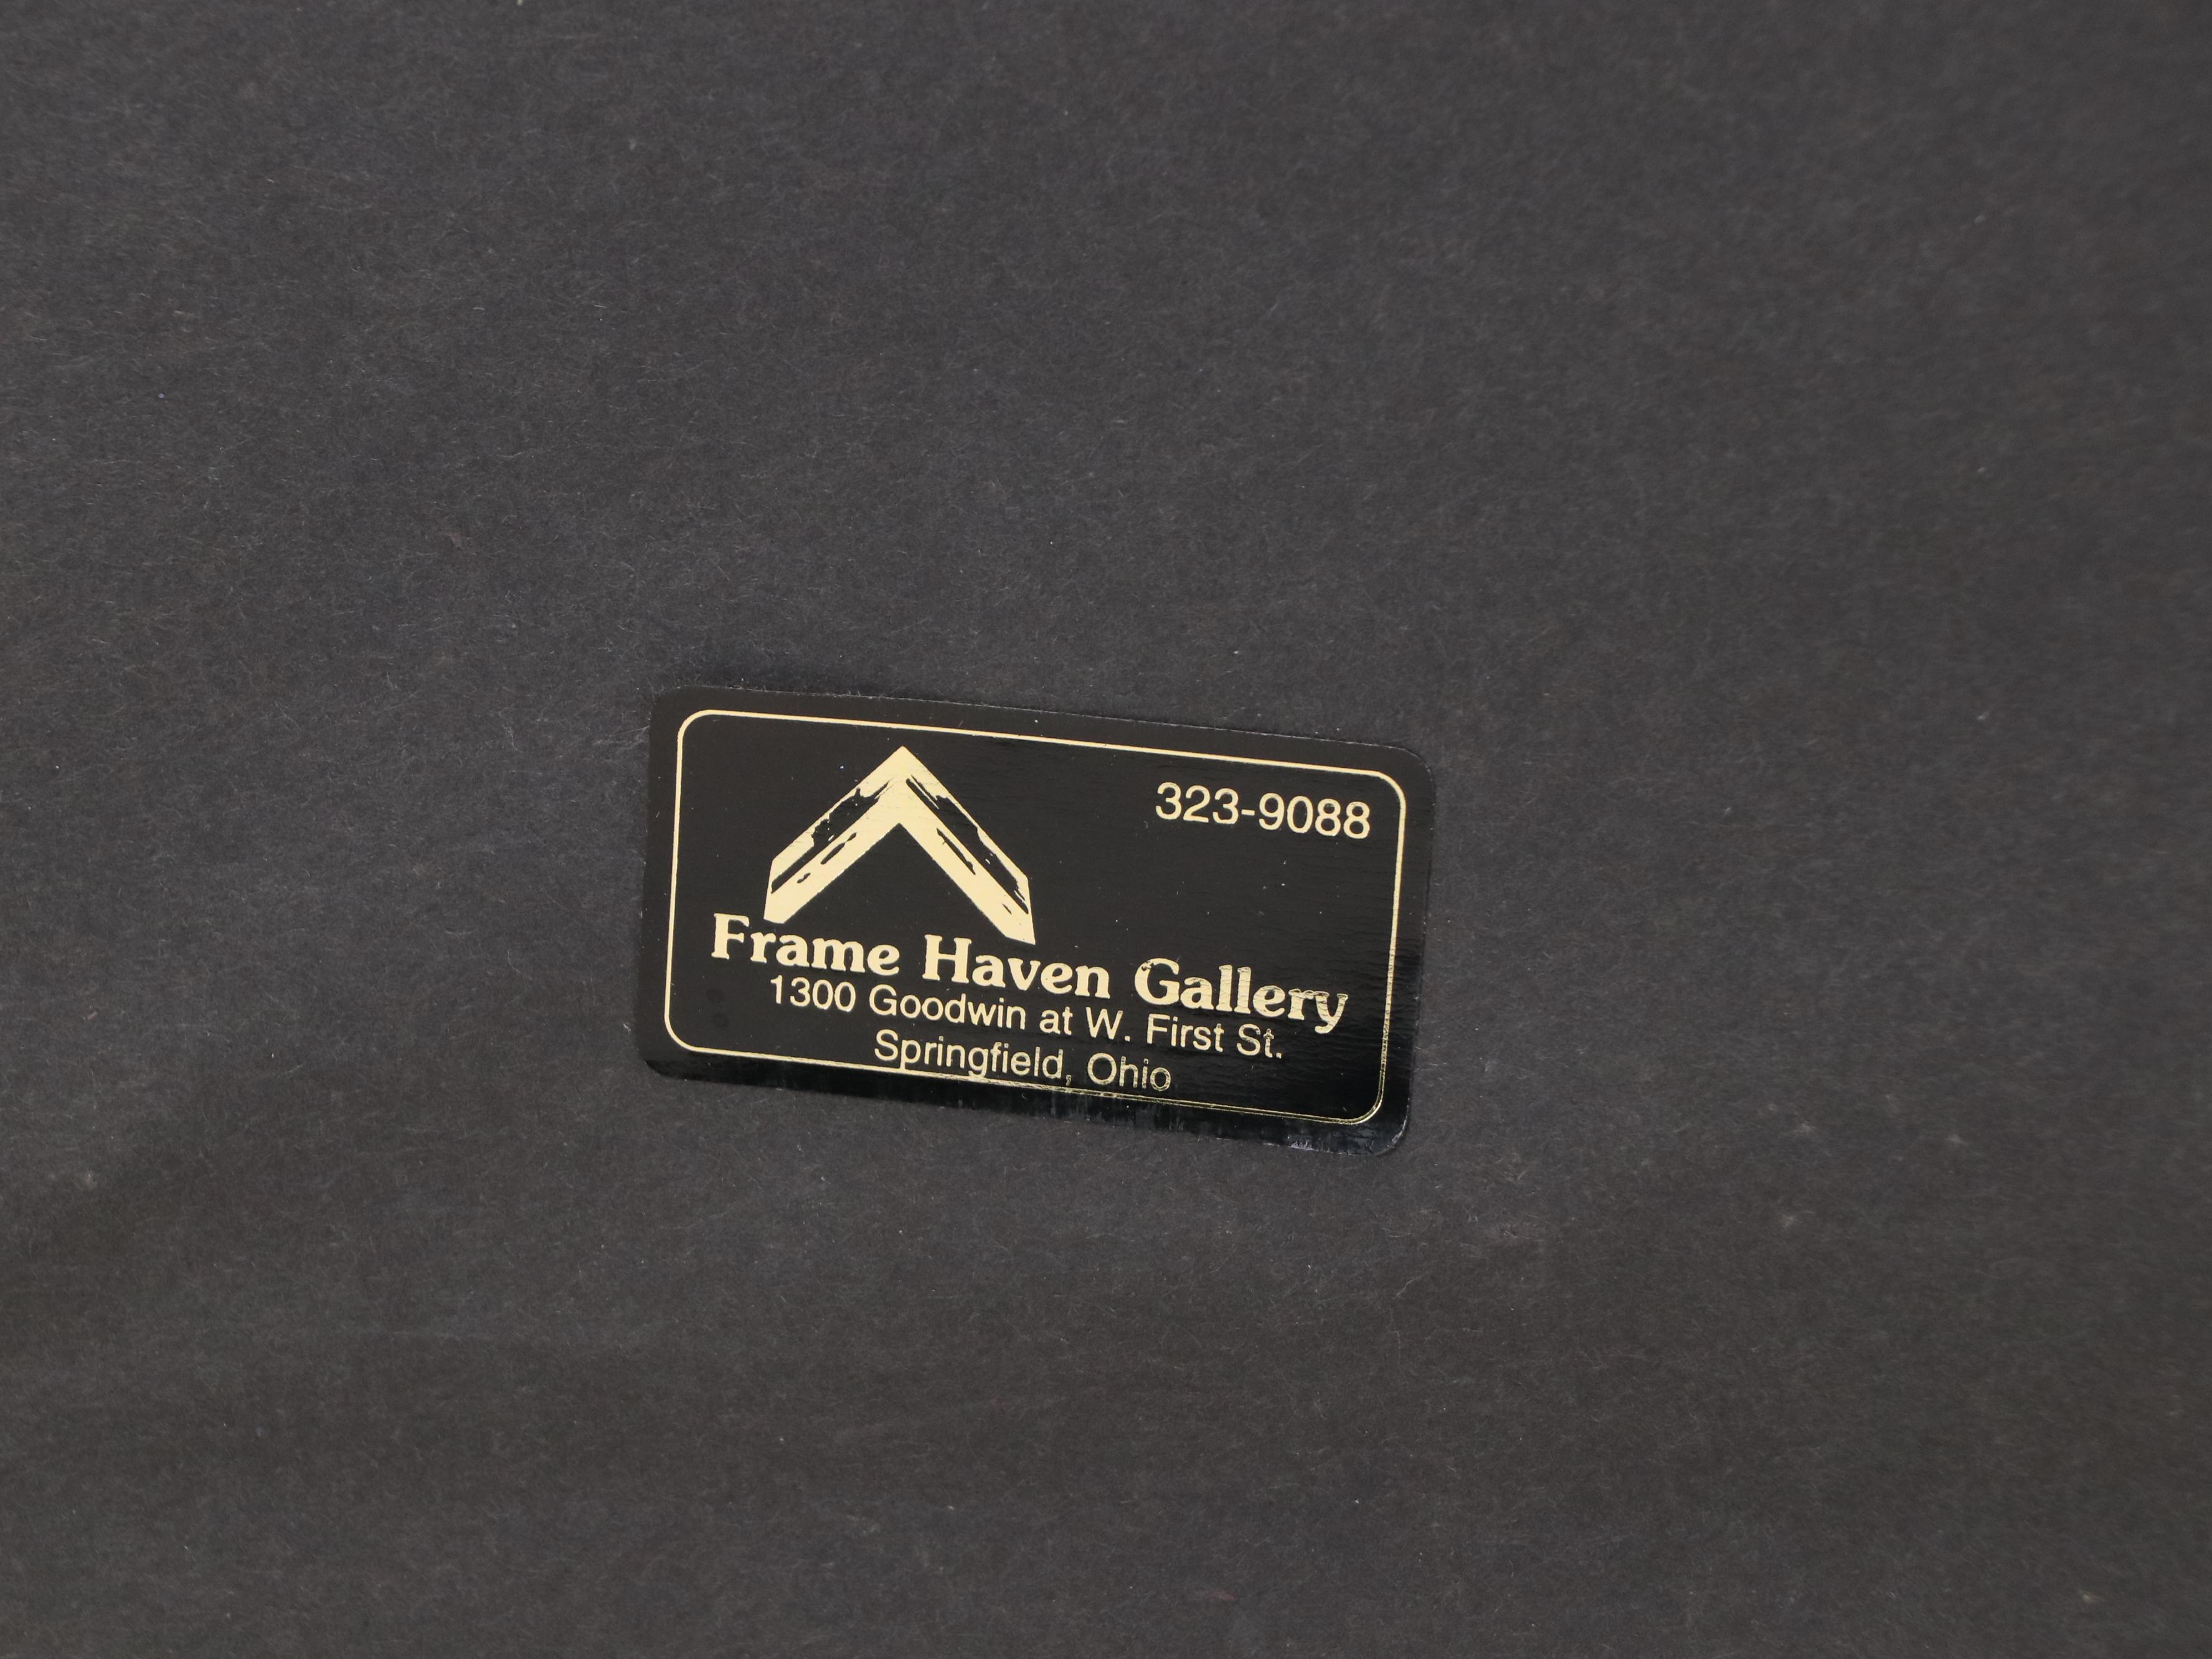 323-9088
Frame Haven Gallery
1300 Goodwin at W. First St.
Springfield, Ohio